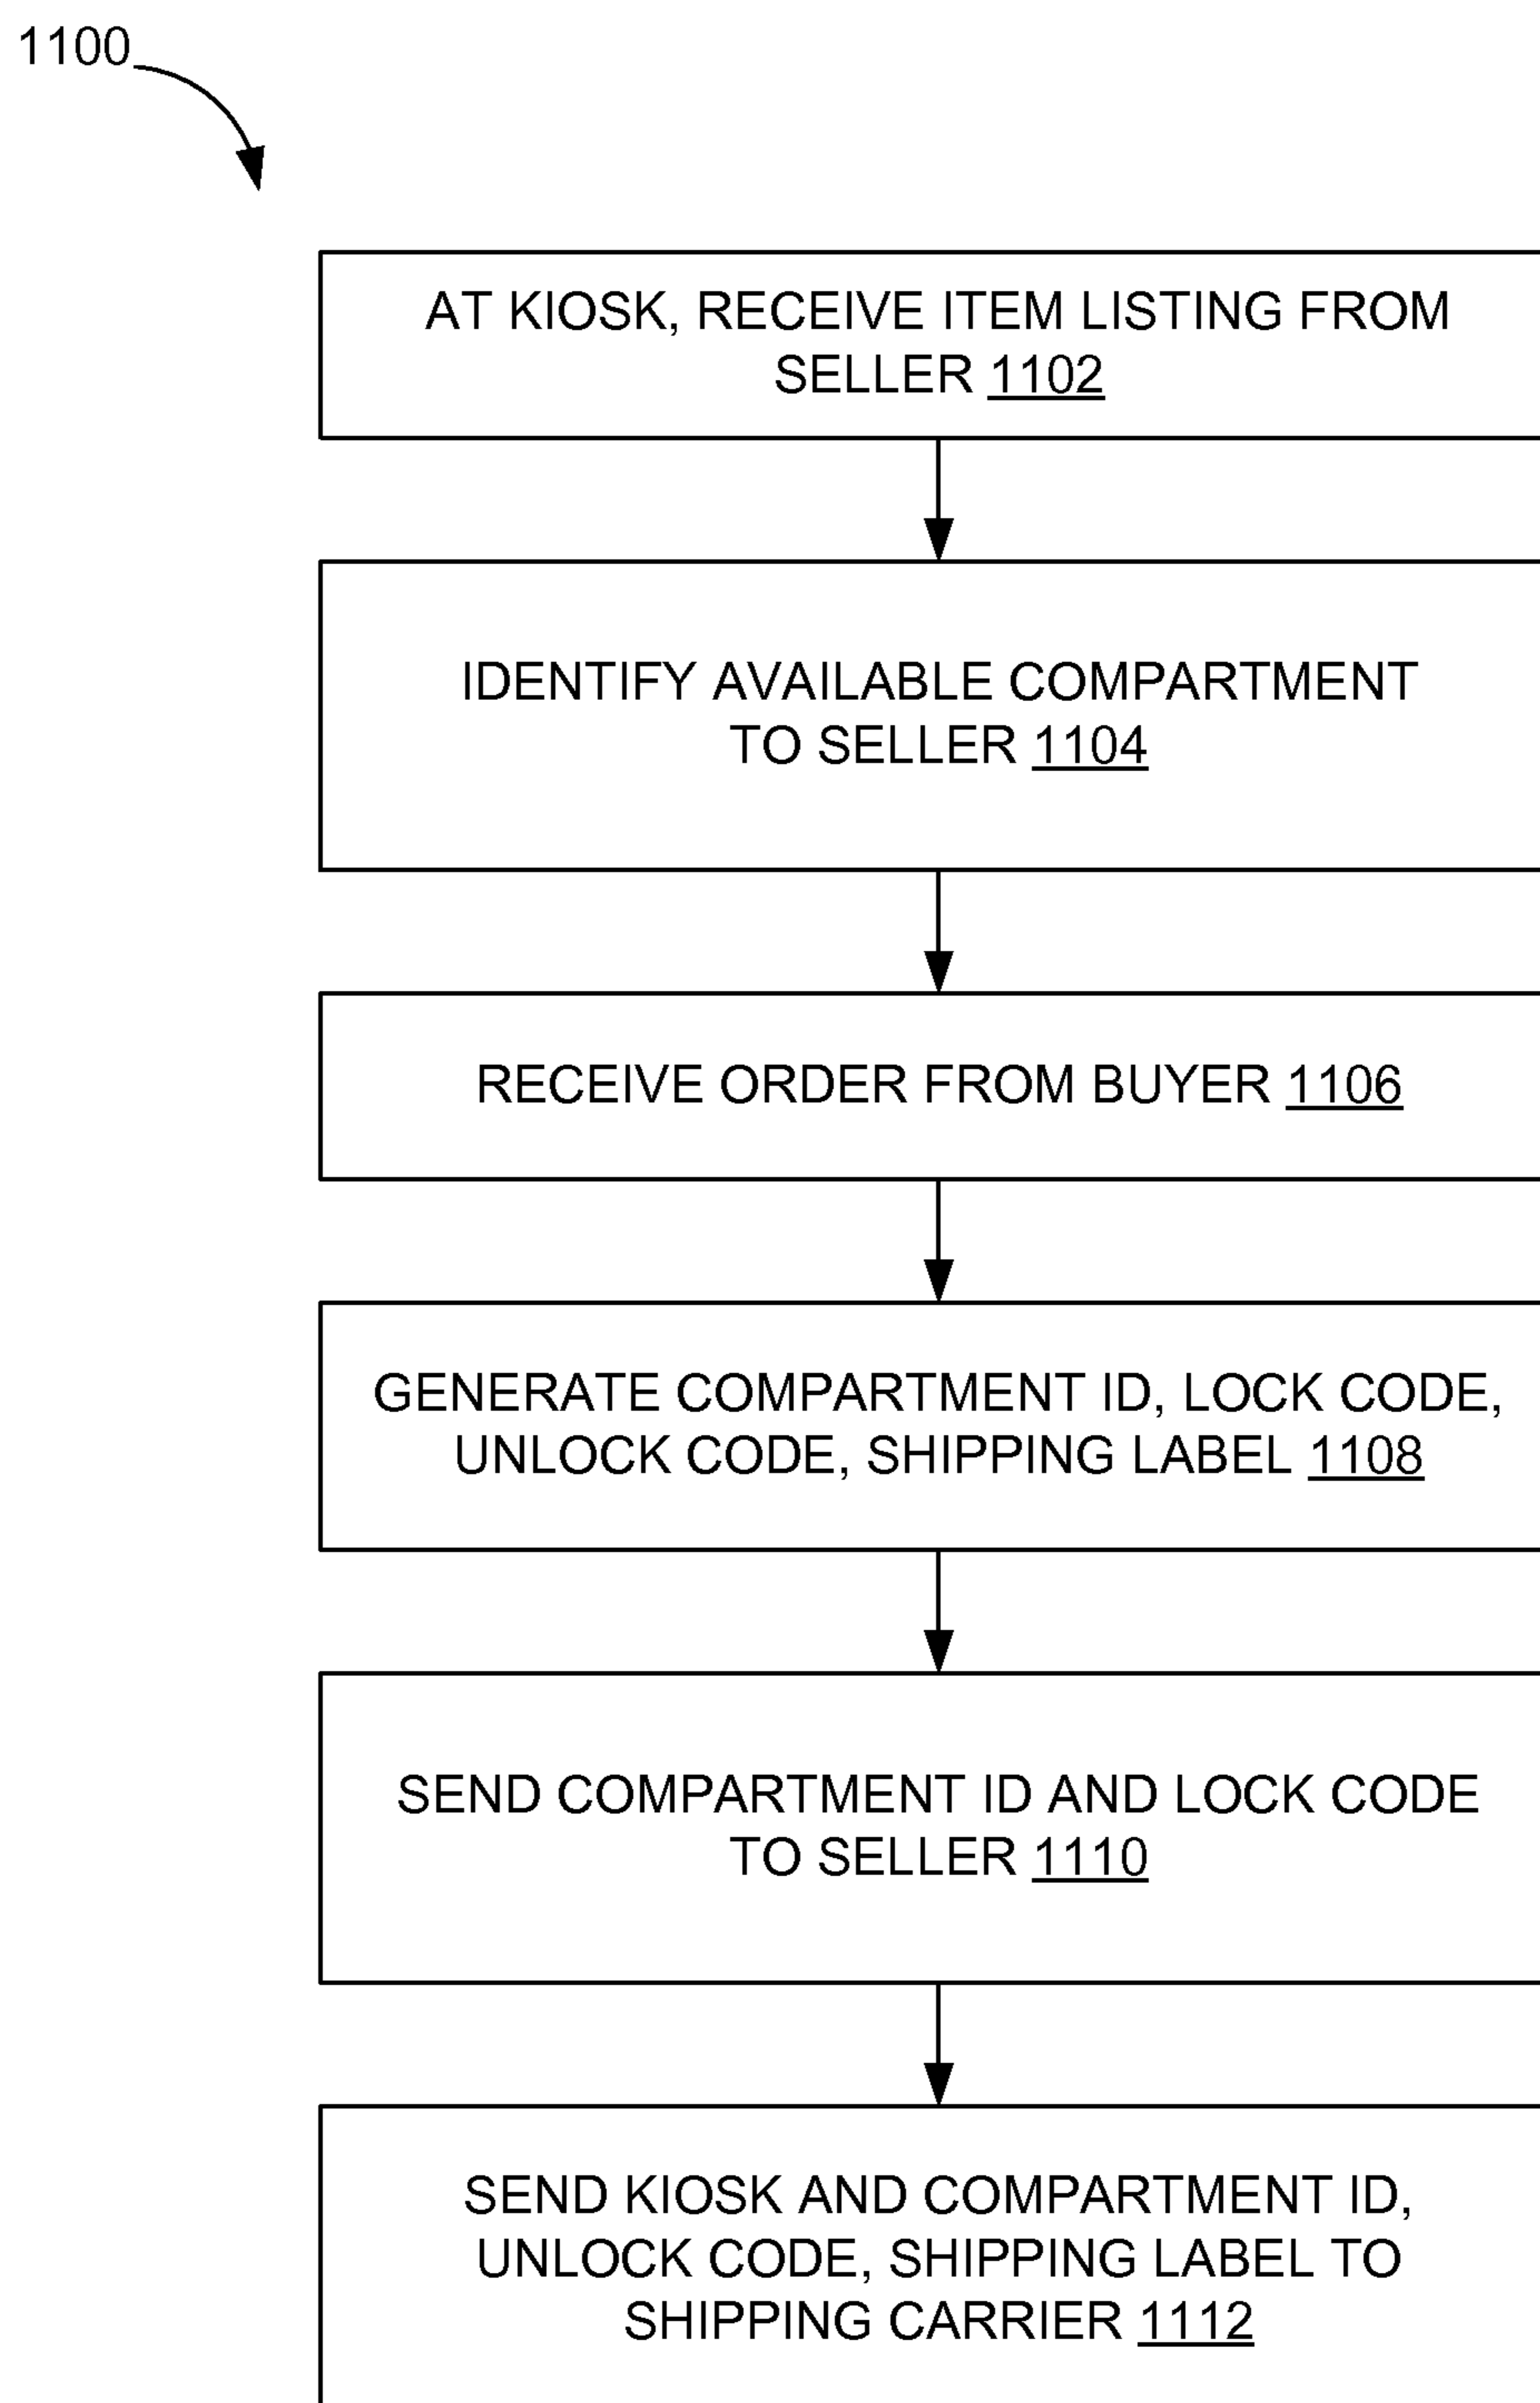 1100
AT KIOSK, RECEIVE ITEM LISTING FROM
SELLER 1102
IDENTIFY AVAILABLE COMPARTMENT
TO SELLER 1104
RECEIVE ORDER FROM BUYER 1106
GENERATE COMPARTMENT ID, LOCK CODE,
UNLOCK CODE, SHIPPING LABEL 1108
SEND COMPARTMENT ID AND LOCK CODE
TO SELLER 1110
SEND KIOSK AND COMPARTMENT ID,
UNLOCK CODE, SHIPPING LABEL TO
SHIPPING CARRIER 1112